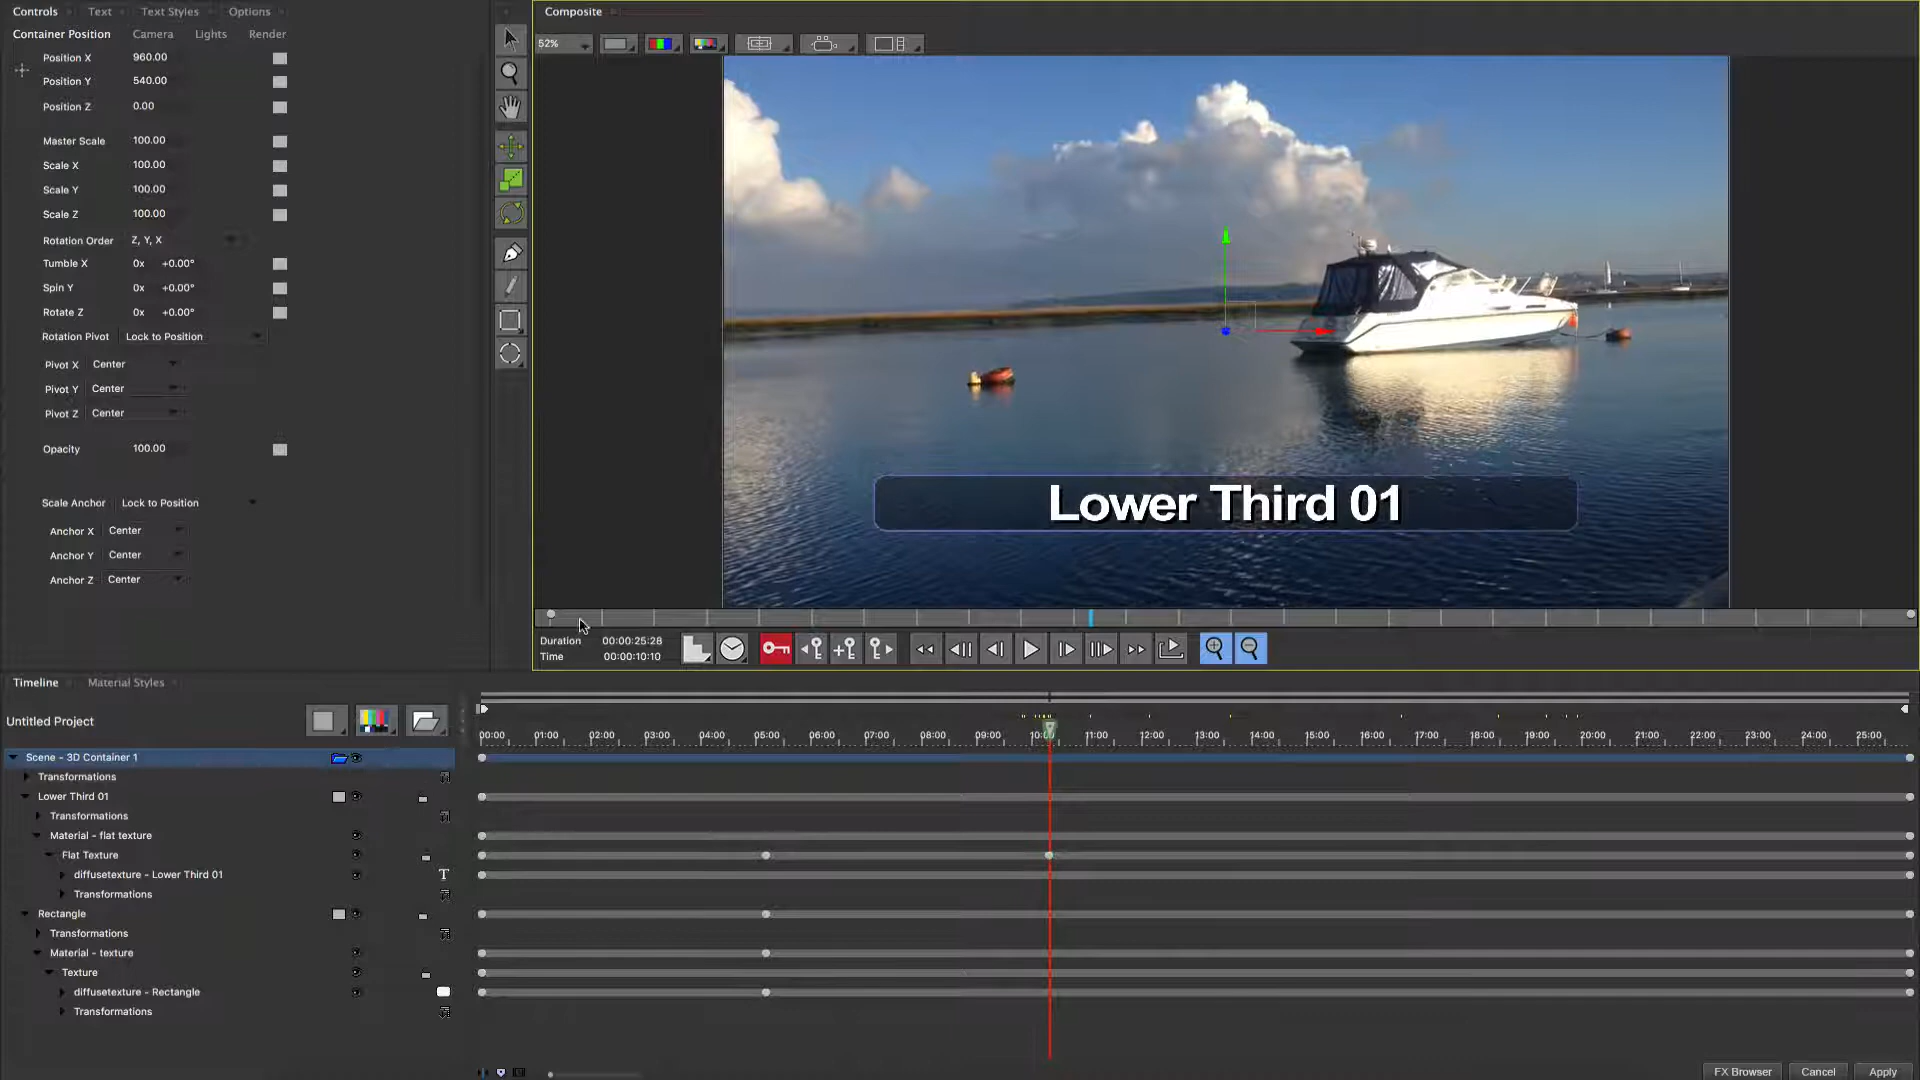 Controls Text Text Styles Options
Container Position Camera Lights Render
Position X 960.00
Position Y 540.00
Position Z 0.00
Master Scale 100.00
Scale X 100.00
Scale Y 100.00
Scale Z 100.00
Rotation Order Z, Y, X
Tumble X 0x +0.00°
Spin Y 0x +0.00°
Rotate Z 0x +0.00°
Rotation Pivot Lock to Position
Pivot X Center
Pivot Y Center
Pivot Z Center
Opacity 100.00
Scale Anchor Lock to Position
Anchor X Center
Anchor Y Center
Anchor Z Center
Composite
52%
Lower Third 01
Duration 00:00:25:28
Time 00:00:10:10
Timeline Material Styles
Untitled Project
00:00 01:00 02:00 03:00 04:00 05:00 06:00 07:00 08:00 09:00 10:00 11:00 12:00 13:00 14:00 15:00 16:00 17:00 18:00 19:00 20:00 21:00 22:00 23:00 24:00 25:00
Scene - 3D Container 1
Transformations
Lower Third 01
Transformations
Material - flat texture
Flat Texture
diffusetexture - Lower Third 01 T
Transformations
Rectangle
Transformations
Material - texture
Texture
diffusetexture - Rectangle
Transformations
FX Browser Cancel Apply